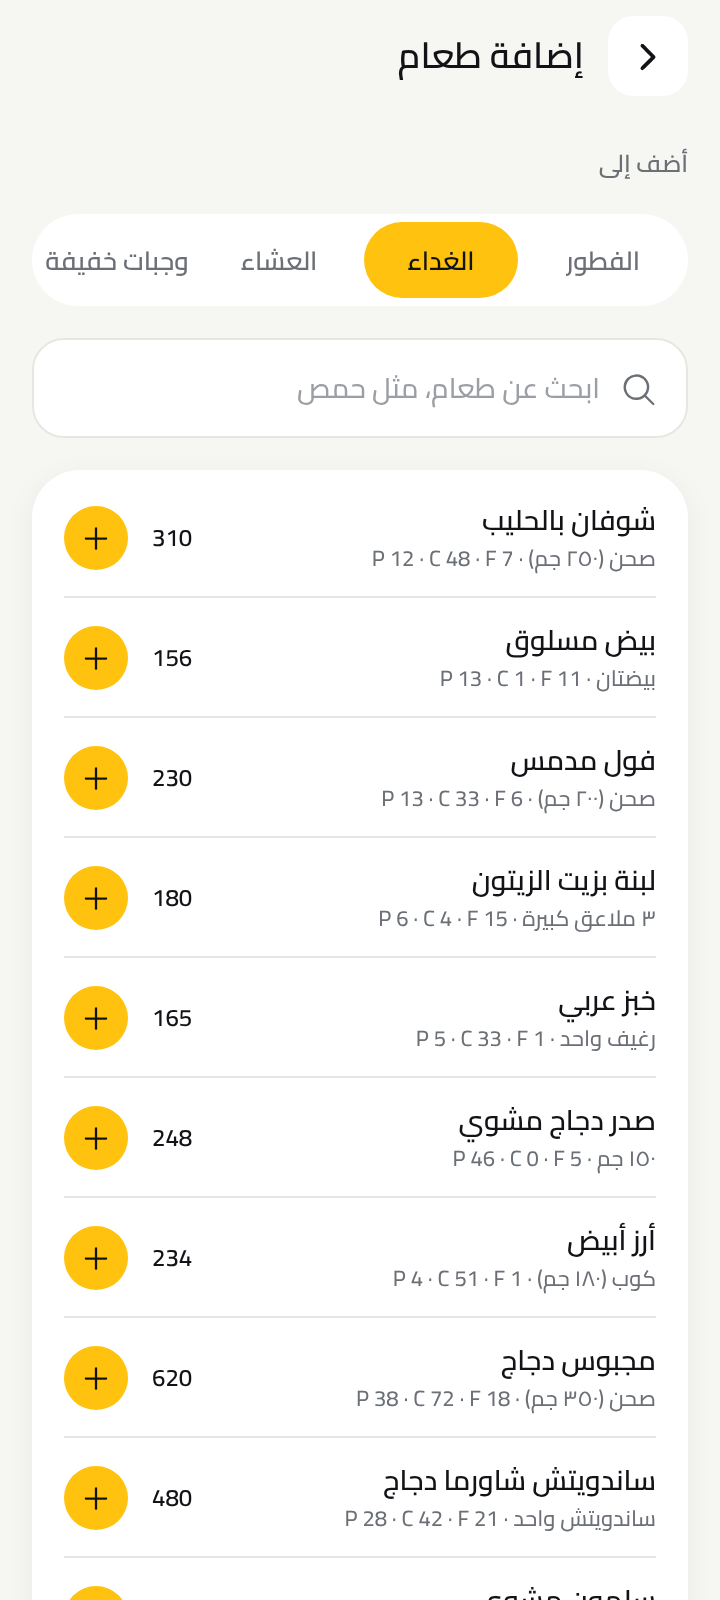 إضافة طعام
أضف إلى
الفطور الغداء العشاء وجبات خفيفة
ابحث عن طعام، مثل حمص
شوفان بالحليب
صحن (٢٥٠ جم) · P 12 · C 48 · F 7
310
بيض مسلوق
بيضتان · P 13 · C 1 · F 11
156
فول مدمس
صحن (٢٠٠ جم) · P 13 · C 33 · F 6
230
لبنة بزيت الزيتون
٣ ملاعق كبيرة · P 6 · C 4 · F 15
180
خبز عربي
رغيف واحد · P 5 · C 33 · F 1
165
صدر دجاج مشوي
١٥٠ جم · P 46 · C 0 · F 5
248
أرز أبيض
كوب (١٨٠ جم) · P 4 · C 51 · F 1
234
مجبوس دجاج
صحن (٣٥٠ جم) · P 38 · C 72 · F 18
620
ساندويتش شاورما دجاج
ساندويتش واحد · P 28 · C 42 · F 21
480
سلمون مشوي